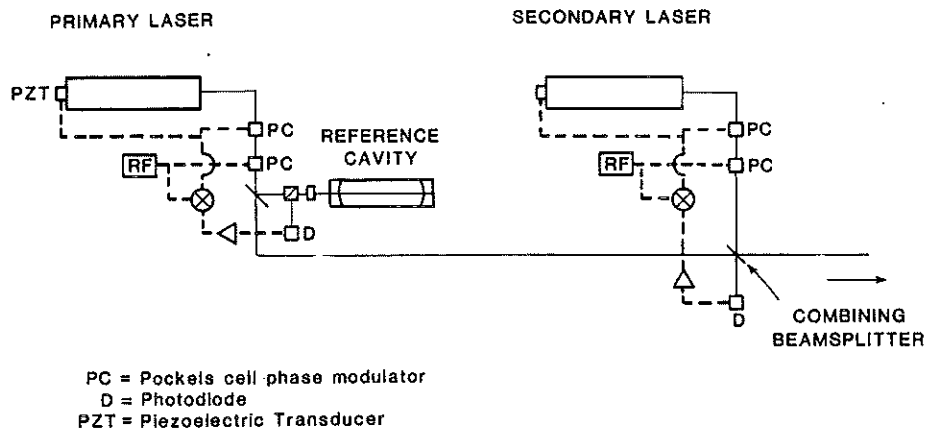 PRIMARY LASER
SECONDARY LASER
PZT
PC
PC
REFERENCE
CAVITY
RF
PC
PC
RF
D
D
COMBINING
BEAMSPLITTER
PC = Pockels cell phase modulator
D = Photodiode
PZT = Piezoelectric Transducer